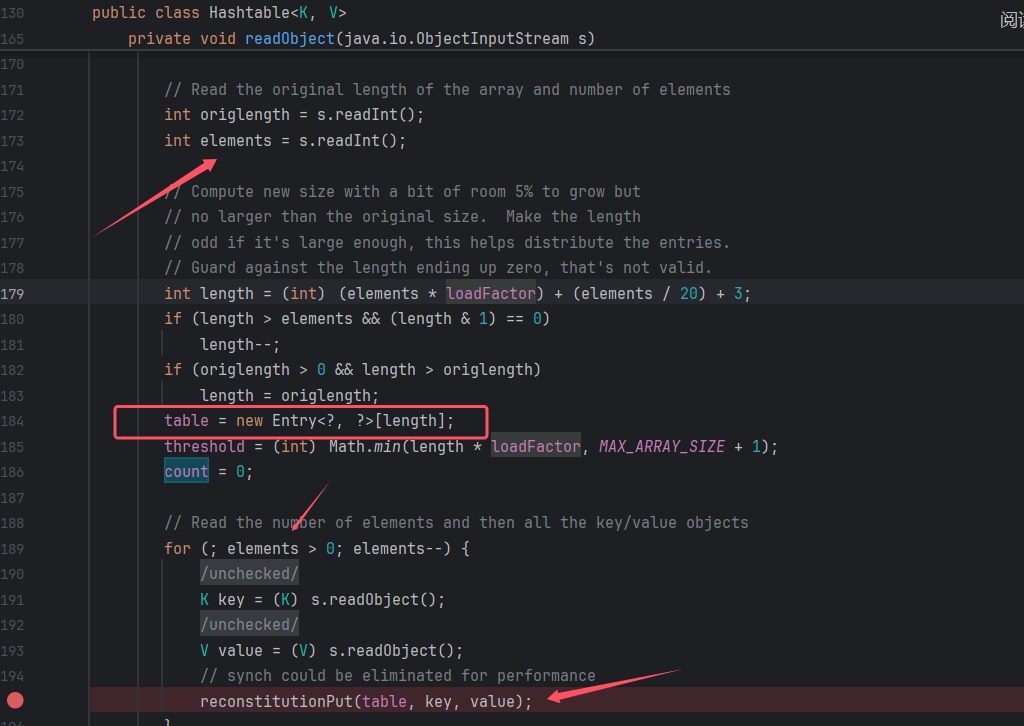 130 public class Hashtable<K, V>
阅读
165 private void readObject(java.io.ObjectInputStream s)
170
171 // Read the original length of the array and number of elements
172 int origlength = s.readInt();
173 int elements = s.readInt();
174
175 // Compute new size with a bit of room 5% to grow but
176 // no larger than the original size.  Make the length
177 // odd if it's large enough, this helps distribute the entries.
178 // Guard against the length ending up zero, that's not valid.
179 int length = (int) (elements * loadFactor) + (elements / 20) + 3;
180 if (length > elements && (length & 1) == 0)
181 length--;
182 if (origlength > 0 && length > origlength)
183 length = origlength;
184 table = new Entry<?, ?>[length];
185 threshold = (int) Math.min(length * loadFactor, MAX_ARRAY_SIZE + 1);
186 count = 0;
187
188 // Read the number of elements and then all the key/value objects
189 for (; elements > 0; elements--) {
190 /unchecked/
191 K key = (K) s.readObject();
192 /unchecked/
193 V value = (V) s.readObject();
194 // synch could be eliminated for performance
reconstitutionPut(table, key, value);
}